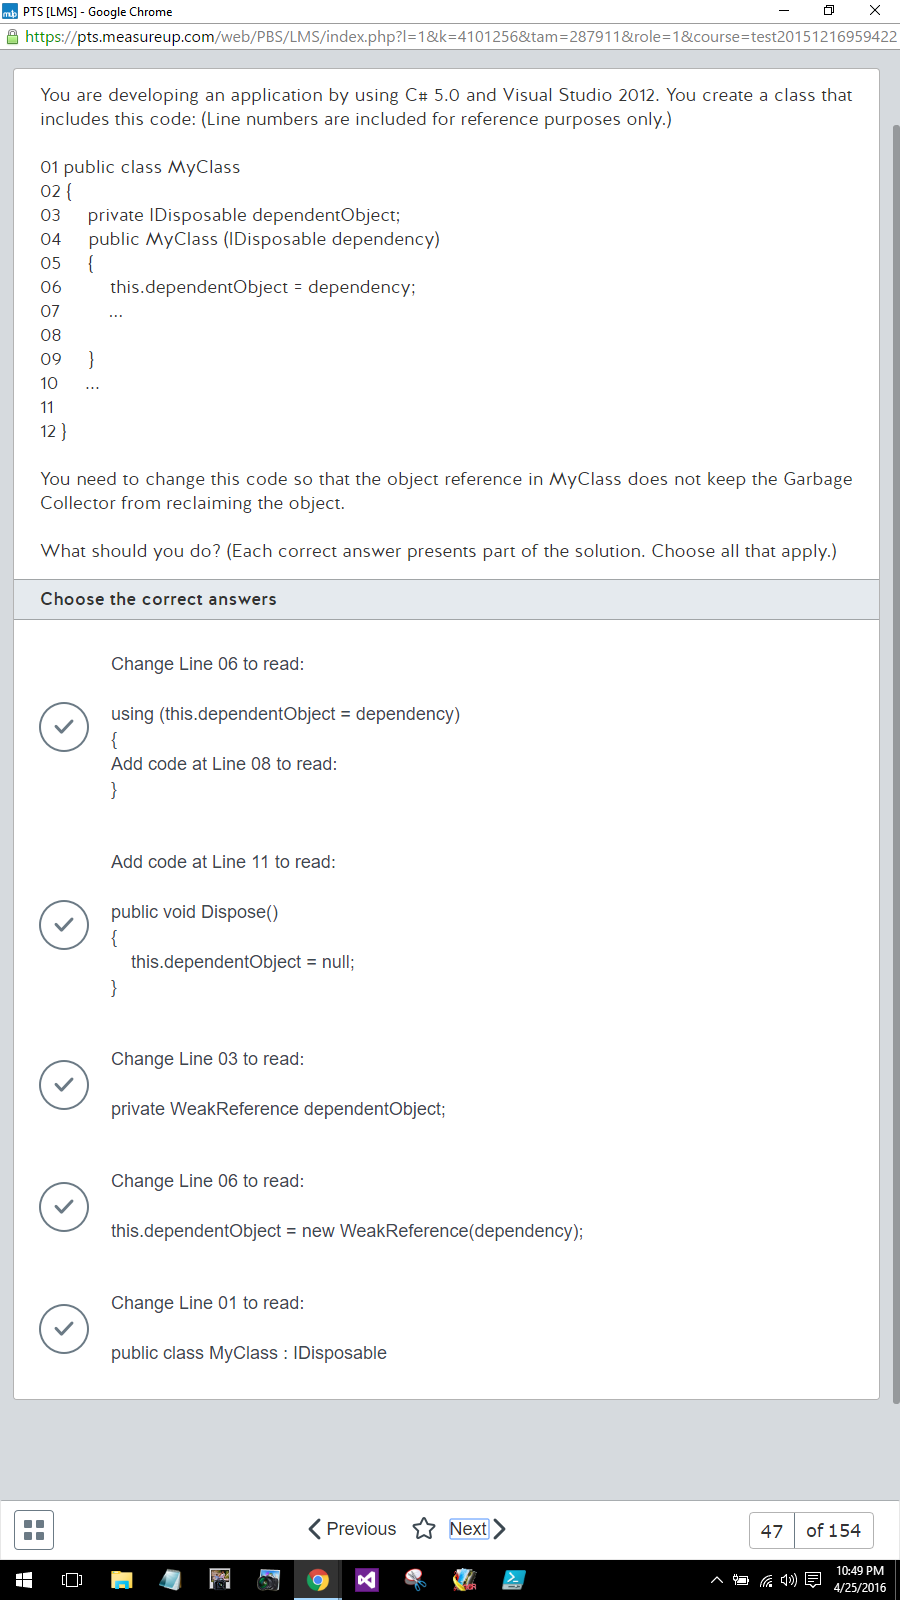 PTS [LMS] - Google Chrome
https://pts.measureup.com/web/PBS/LMS/index.php?l=1&k=4101256&tam=287911&role=1&course=test20151216959422
You are developing an application by using C# 5.0 and Visual Studio 2012. You create a class that
includes this code: (Line numbers are included for reference purposes only.)
01 public class MyClass
02 {
03 private IDisposable dependentObject;
04 public MyClass (IDisposable dependency)
05 {
06 this.dependentObject = dependency;
07 ...
08
09 }
10 ...
11
12 }
You need to change this code so that the object reference in MyClass does not keep the Garbage
Collector from reclaiming the object.
What should you do? (Each correct answer presents part of the solution. Choose all that apply.)
Choose the correct answers
Change Line 06 to read:
using (this.dependentObject = dependency)
{
Add code at Line 08 to read:
}
Add code at Line 11 to read:
public void Dispose()
{
this.dependentObject = null;
}
Change Line 03 to read:
private WeakReference dependentObject;
Change Line 06 to read:
this.dependentObject = new WeakReference(dependency);
Change Line 01 to read:
public class MyClass : IDisposable
Previous Next 47 of 154
10:49 PM
4/25/2016